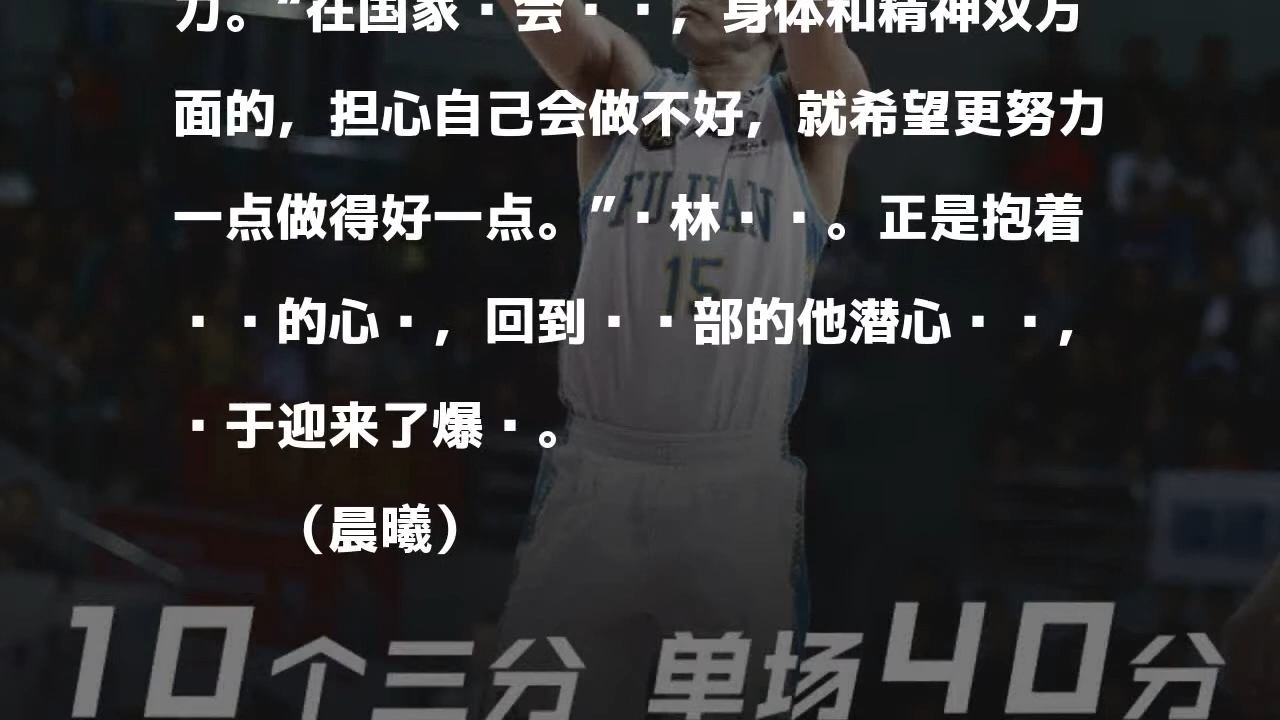 力。“在国家·会··，身体和精神双方
面的，担心自己会做不好，就希望更努力
一点做得好一点。”·林··。正是抱着
··的心·，回到··部的他潜心··，
·于迎来了爆·。
（晨曦）
FUJIAN
15
10个三分 单场40分